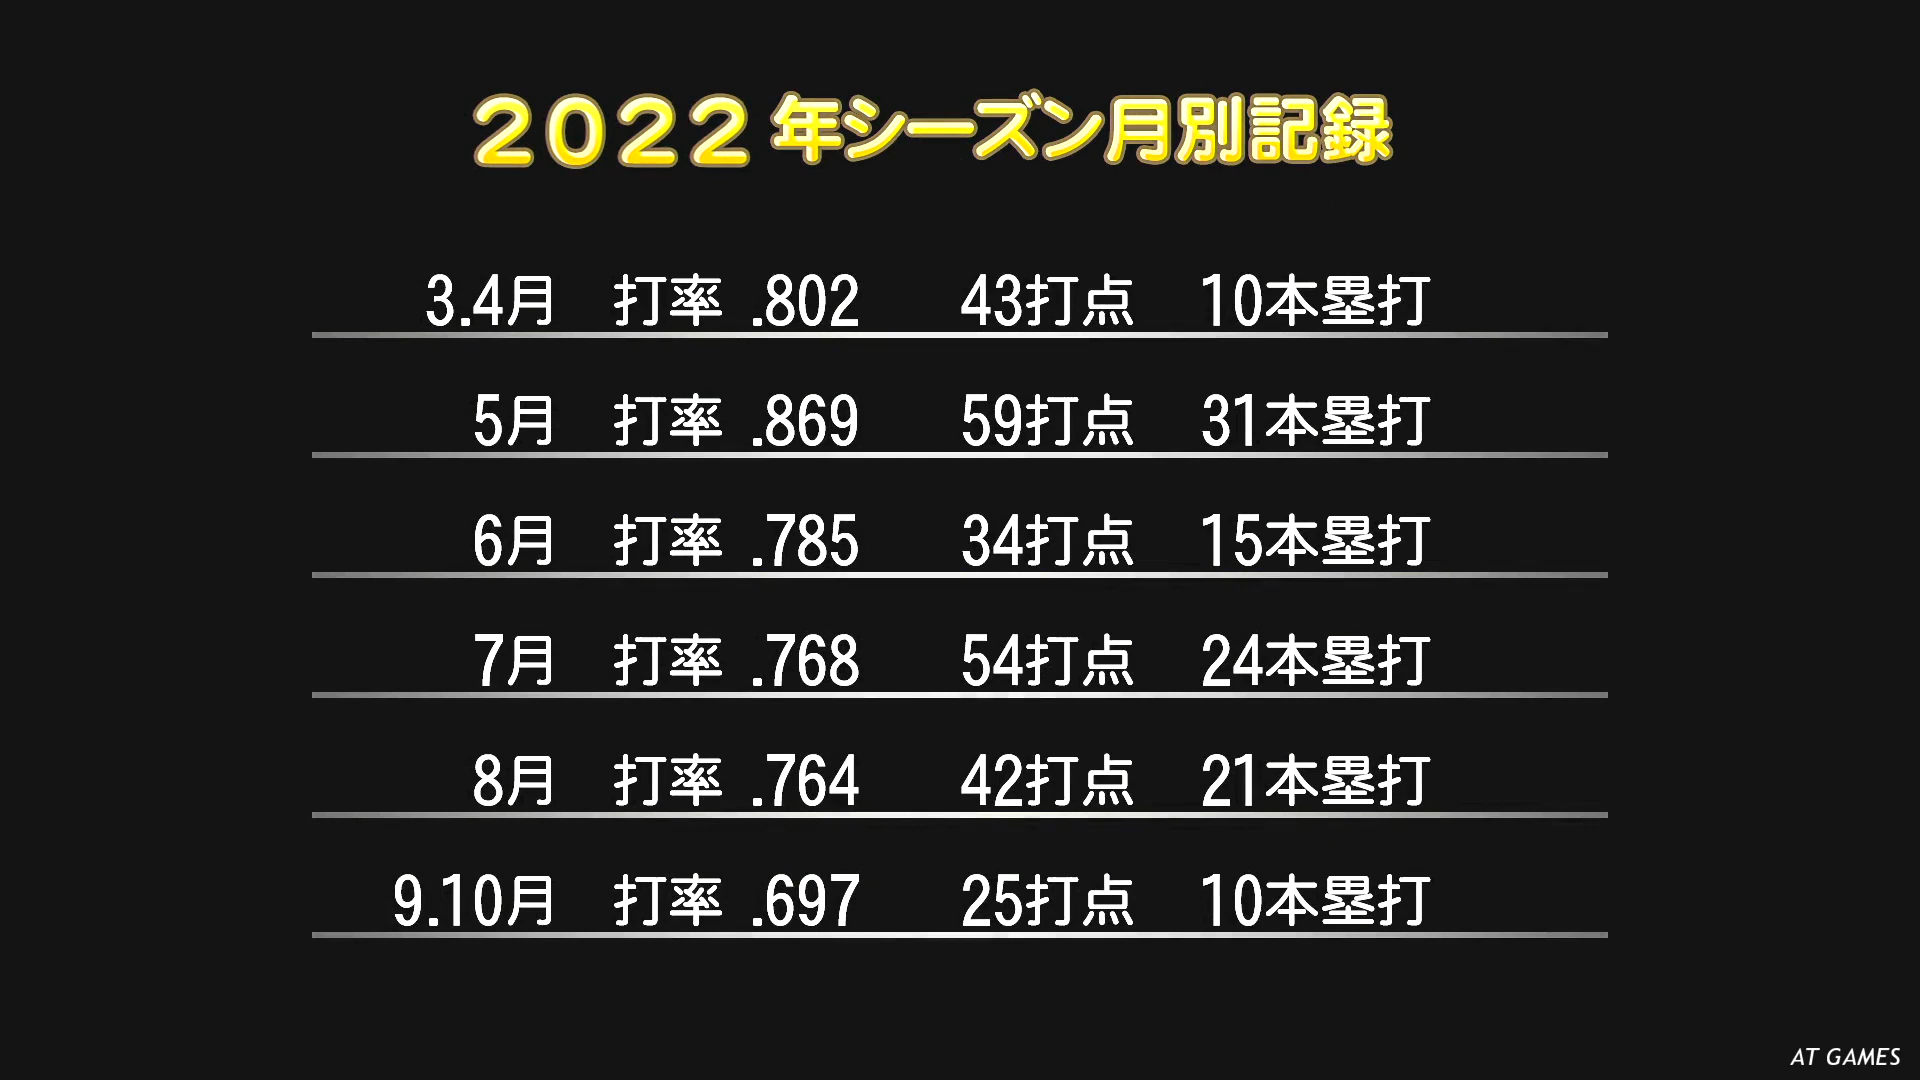 2022年シーズン月別記録
3.4月 打率 .802 43打点 10本塁打
5月 打率 .869 59打点 31本塁打
6月 打率 .785 34打点 15本塁打
7月 打率 .768 54打点 24本塁打
8月 打率 .764 42打点 21本塁打
9.10月 打率 .697 25打点 10本塁打
AT GAMES